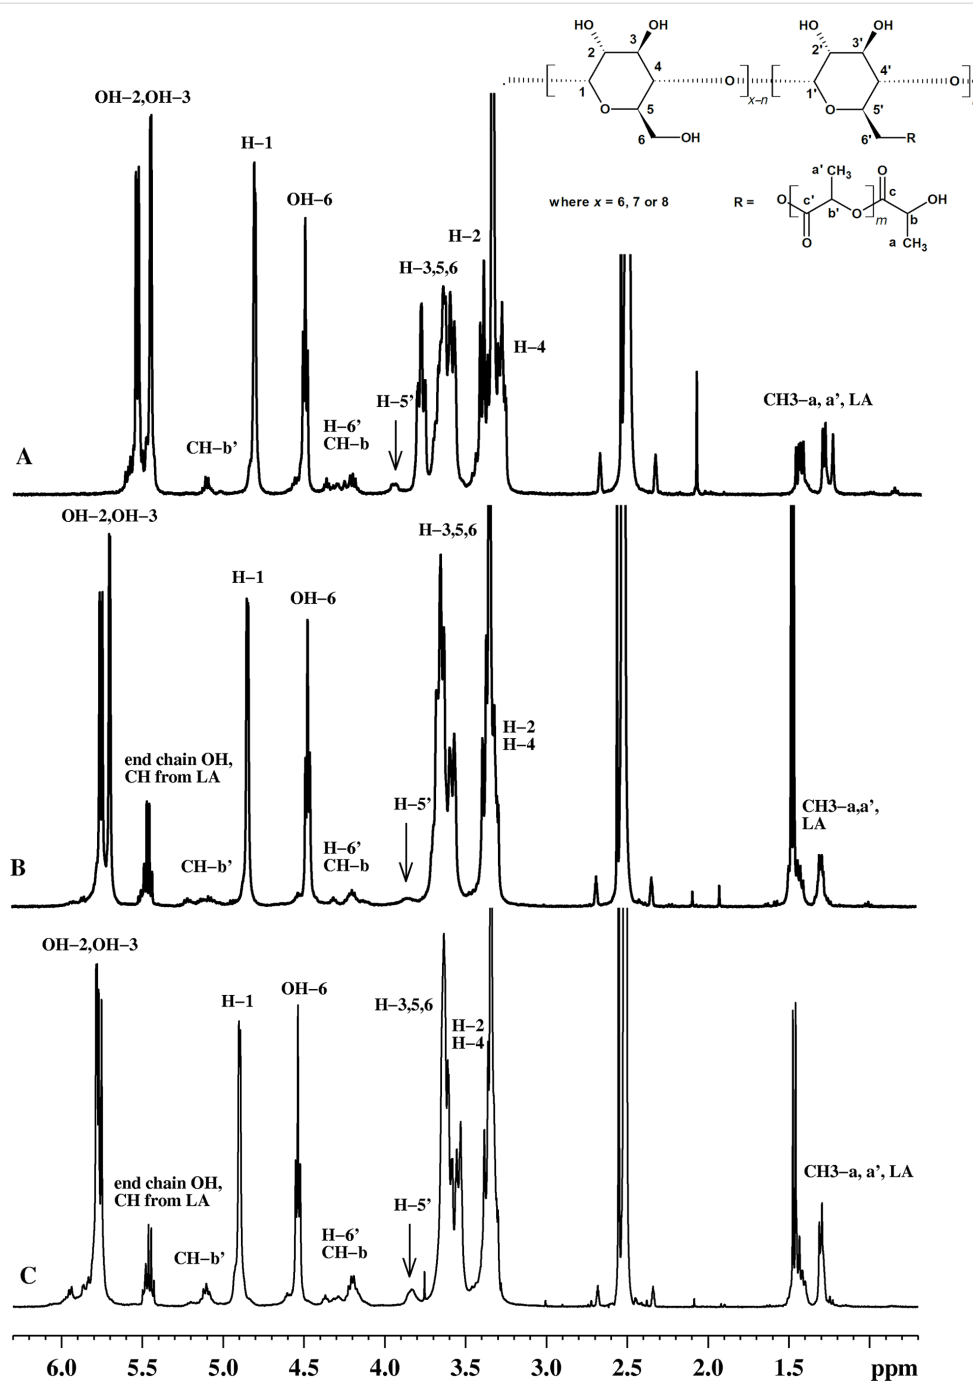 HO OH
3
2
4
1
O
5
6 OH
O
x–n
HO OH
3'
2'
4'
1'
O
5'
6' R
O
where x = 6, 7 or 8
R =
a' CH3
O
O
c'
b'
O
O
m
c
b
OH
a CH3
OH−2,OH−3
H−1
OH−6
H−2
H−3,5,6
H−4
H−5’
H−6’
CH−b
CH−b’
CH3−a, a’, LA
A
OH−2,OH−3
H−1
OH−6
H−3,5,6
H−2
H−4
end chain OH,
CH from LA
H−5’
H−6’
CH−b
CH−b’
CH3−a,a’,
LA
B
OH−2,OH−3
H−1
OH−6
H−3,5,6
H−2
H−4
end chain OH,
CH from LA
H−5’
H−6’
CH−b
CH−b’
CH3−a, a’, LA
C
6.0 5.5 5.0 4.5 4.0 3.5 3.0 2.5 2.0 1.5 ppm